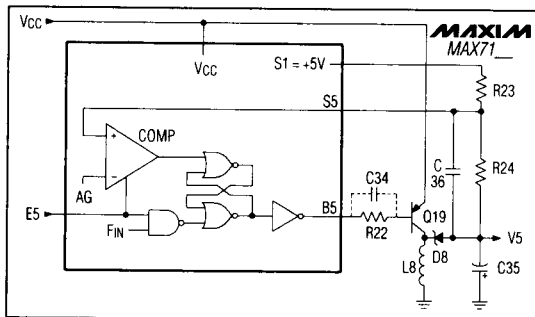 VCC
MAXIM
MAX71__
VCC
S1 = +5V
S5
R23
COMP
+
−
AG
C36
R24
C34
E5
FIN
B5
R22
Q19
V5
L8
D8
+
C35